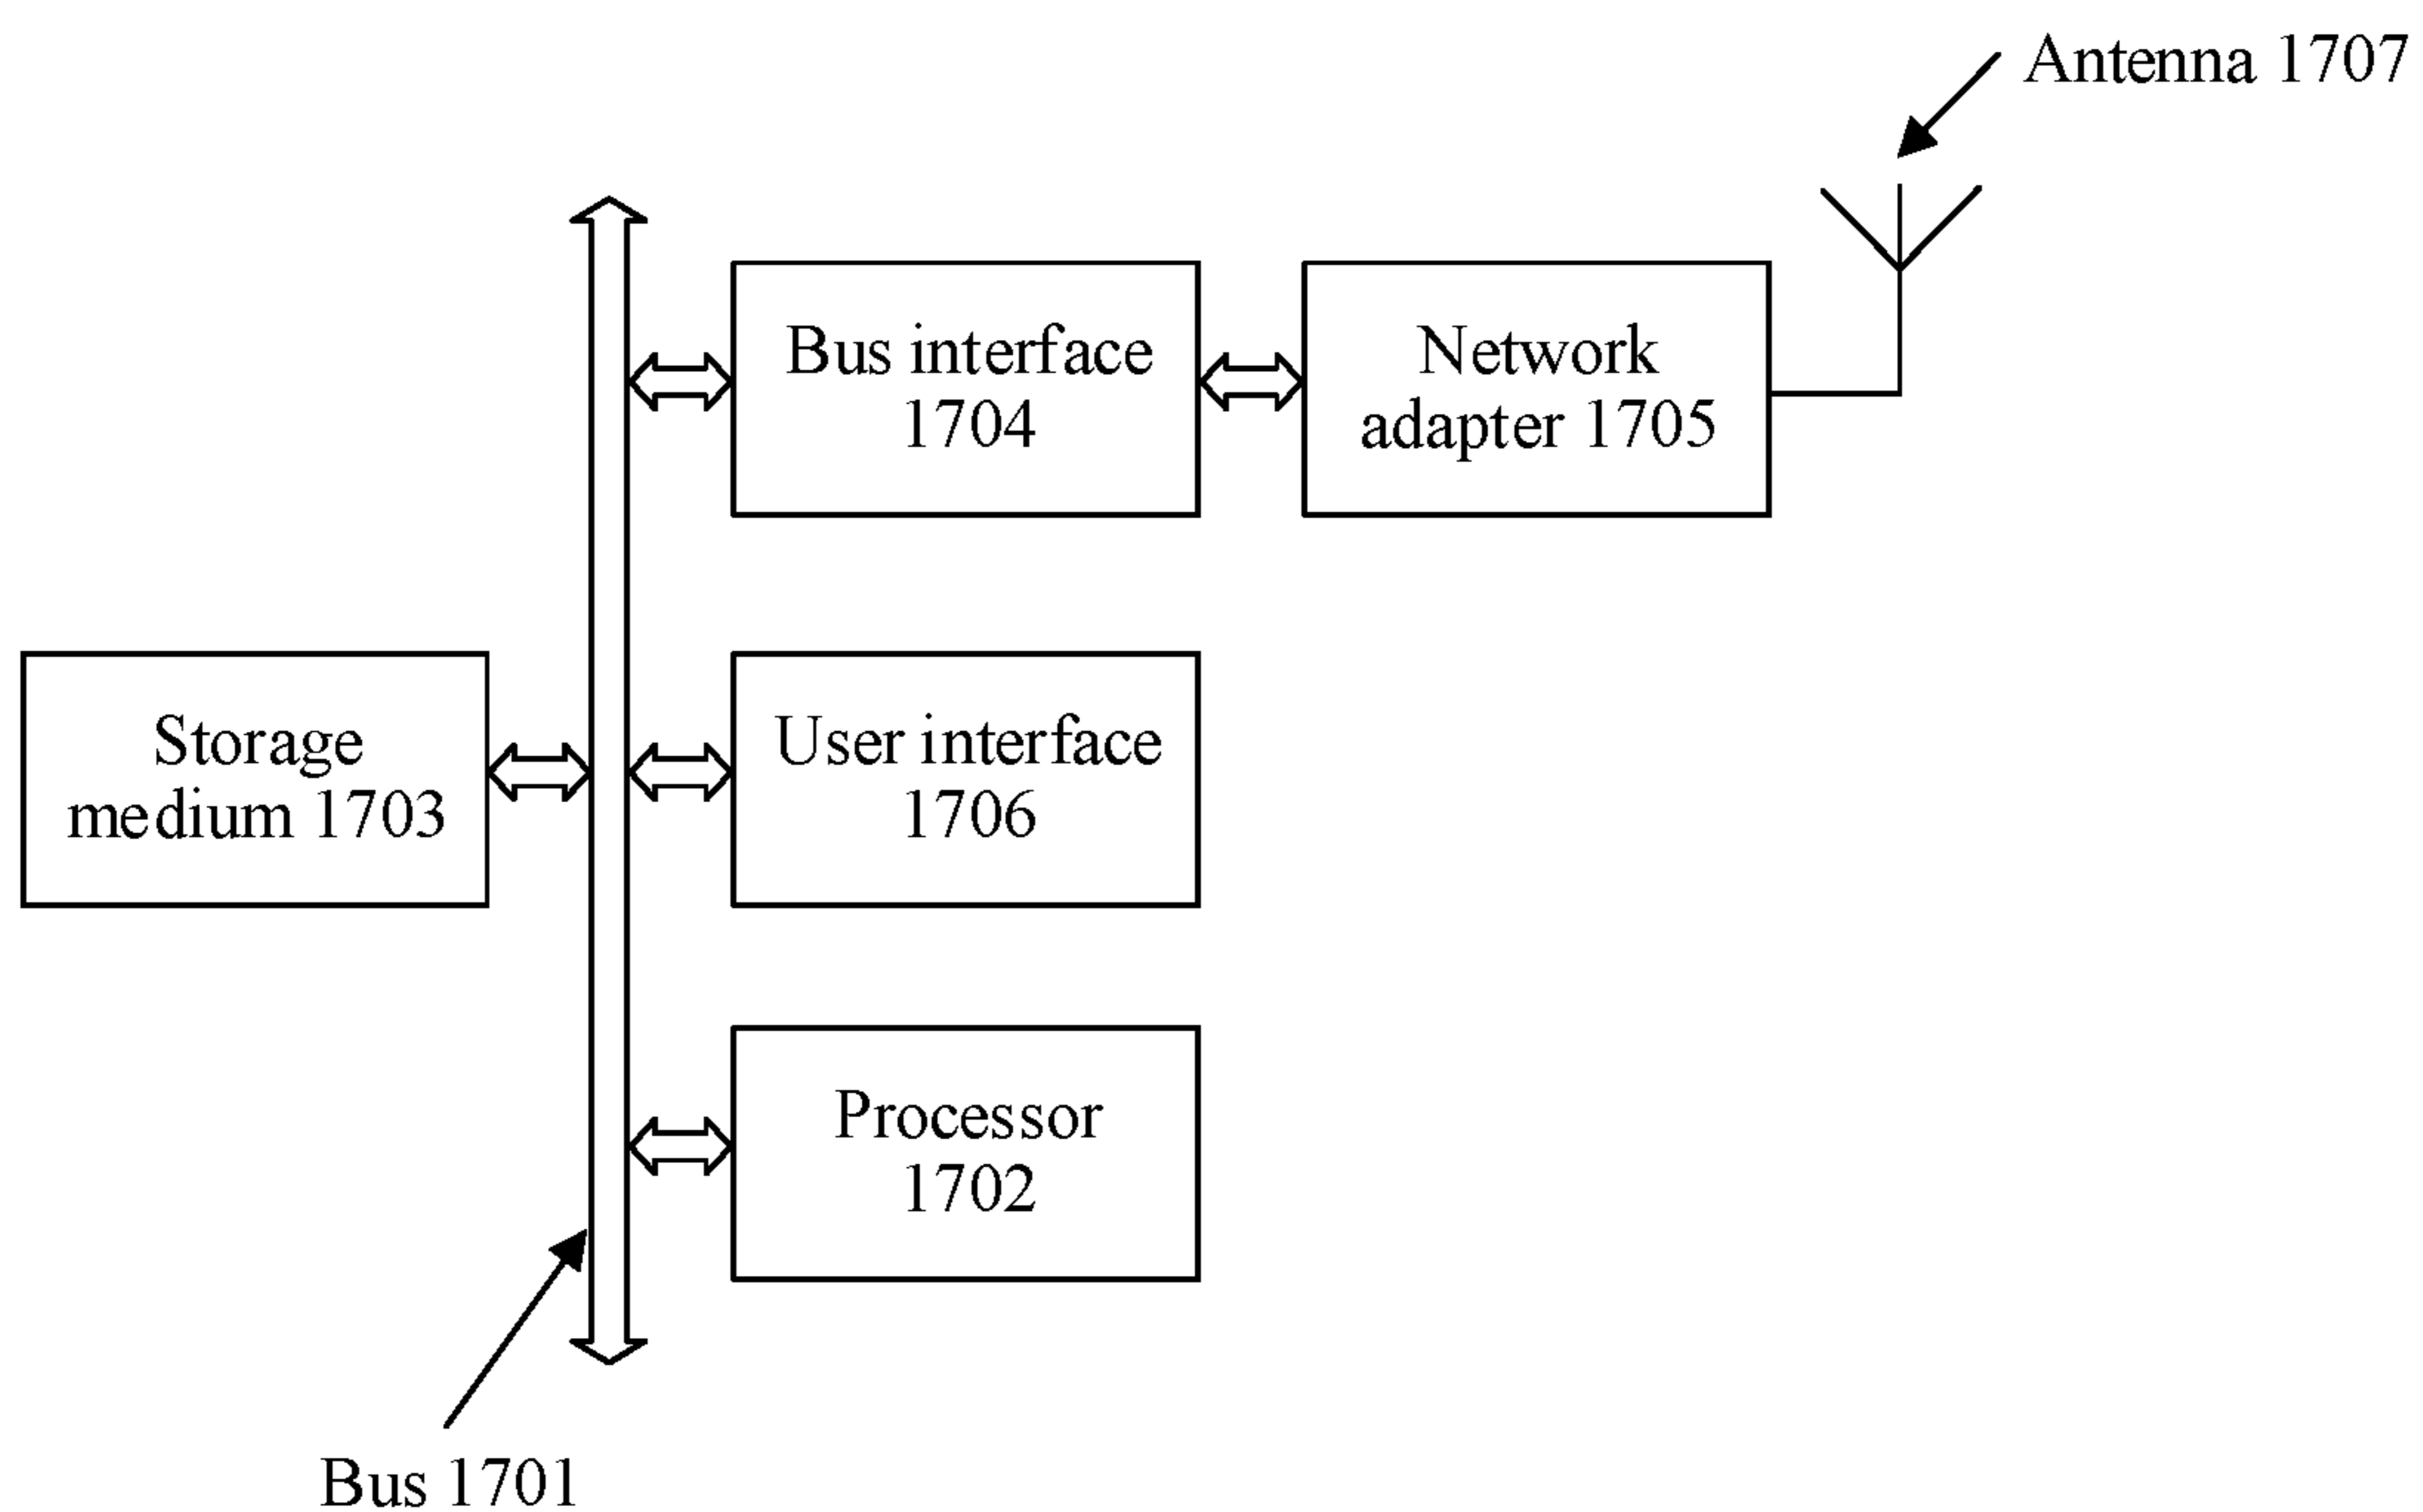 Antenna 1707
Bus interface
1704
Network
adapter 1705
Storage
medium 1703
User interface
1706
Processor
1702
Bus 1701